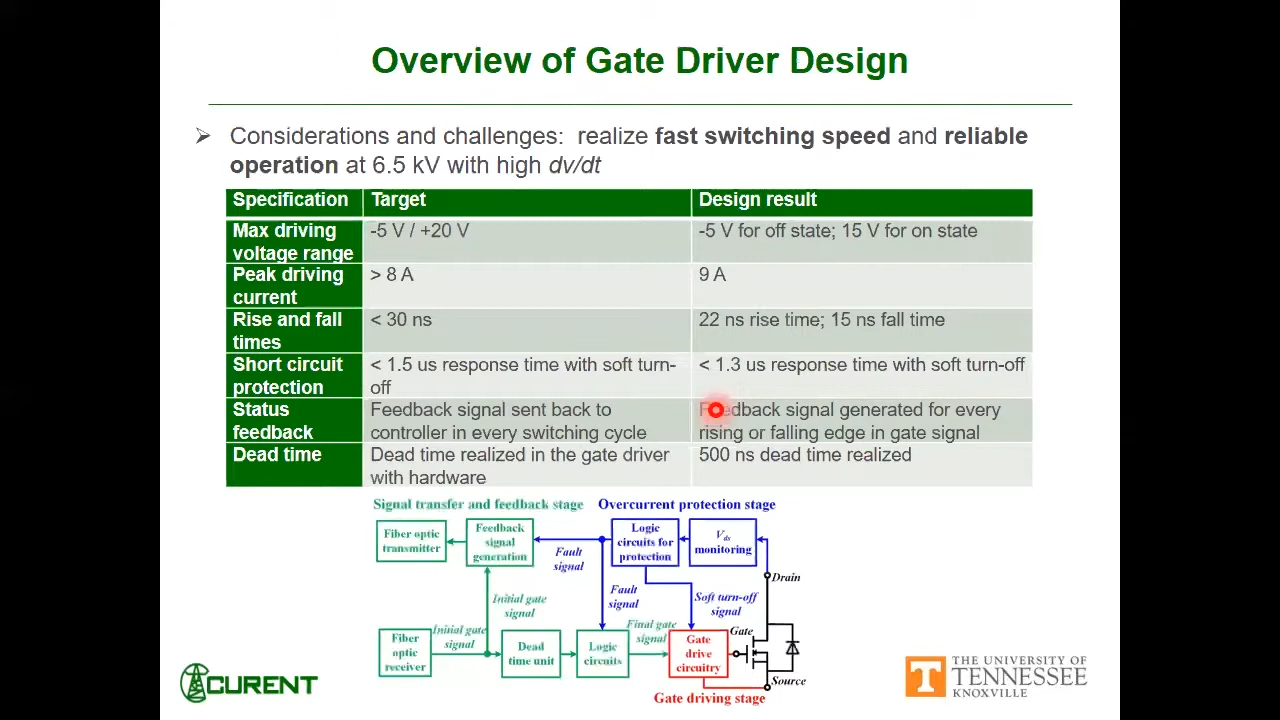 Overview of Gate Driver Design
Considerations and challenges: realize fast switching speed and reliable
operation at 6.5 kV with high dv/dt
Specification Target Design result
Max driving voltage range -5 V / +20 V -5 V for off state; 15 V for on state
Peak driving current > 8 A 9 A
Rise and fall times < 30 ns 22 ns rise time; 15 ns fall time
Short circuit protection < 1.5 us response time with soft turn-off < 1.3 us response time with soft turn-off
Status feedback Feedback signal sent back to controller in every switching cycle Feedback signal generated for every rising or falling edge in gate signal
Dead time Dead time realized in the gate driver with hardware 500 ns dead time realized
Signal transfer and feedback stage
Overcurrent protection stage
Fiber optic
transmitter
Feedback
signal
generation
Fault
signal
Logic
circuits for
protection
Vds
monitoring
Drain
Initial gate
signal
Fault
signal
Soft turn-off
signal
Fiber
optic
receiver
Initial gate
signal
Dead
time unit
Logic
circuits
Final gate
signal
Gate
drive
circuitry
Gate
Source
Gate driving stage
CURENT
THE UNIVERSITY OF
TENNESSEE
KNOXVILLE
T